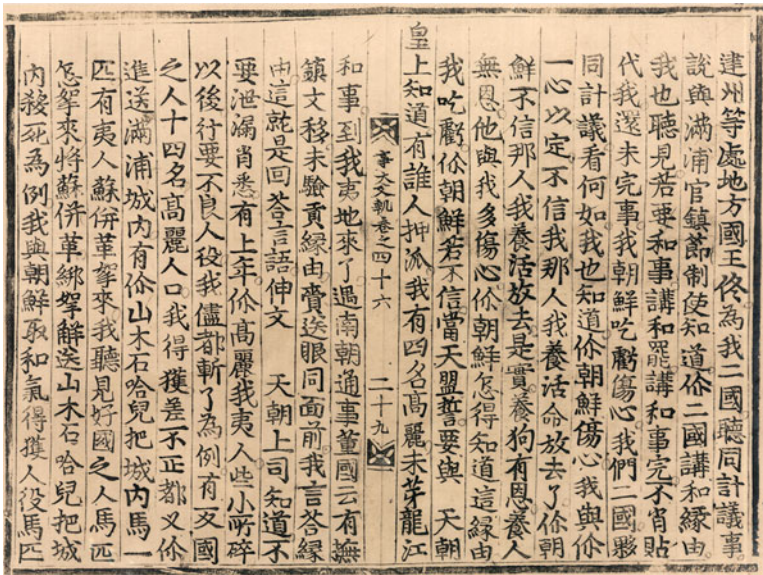 建州等處地方國王佟為我二國聽同計議事
說與滿浦官鎮節制使知道你二國講和緣由
我也聽見若要和事講和罷講和事完不肖貼
代我還未完事我朝鮮吃虧傷心我們二國夥
同計議看何如我也知道你朝鮮傷心我與你
一心以定不信我那人我養活命放去了你朝
鮮不信那人我養活放去是實養狗有恩養人
無恩他與我多傷心你朝鮮怎得知道這緣由
我吃虧你朝鮮若不信當天盟誓要與 天朝
皇上知道有誰人押派我有四名高麗未芽龍江
事大文軌卷之四十六 二十九
和事到我夷地來了過南朝通事董國云有撫
鎮文移未驗貢緣由賫送眼同面前我言荅緣
由這就是回荅言語伸文 天朝上司知道不
要泄漏肖悉有上年你高麗我夷人些小𠩄碎
以後行要不良人役我儘都斬了為例有叉國
之人十四名高麗人口我得獲差不正都又你
進送滿浦城內有你山木石哈兒把城內馬一
匹有夷人蘇併革拏來我聽見好國之人馬匹
怎拏來將蘇併革綁拏解送山木石哈兒把城
內殺死為例我與朝鮮取和氣得獲人役馬匹